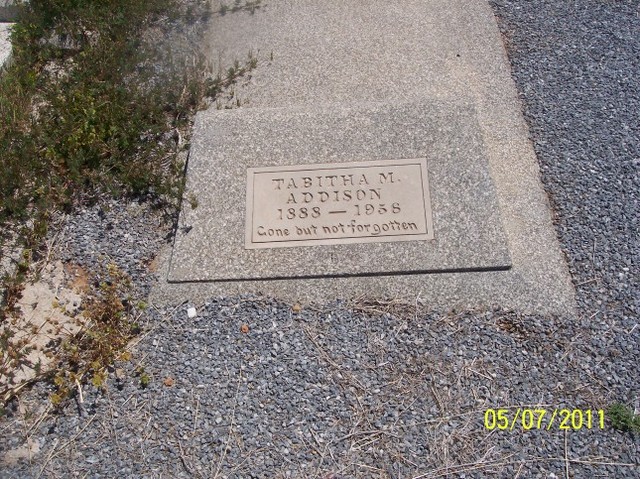 TABITHA M.
ADDISON
1888 — 1958
Gone but not forgotten
05/07/2011